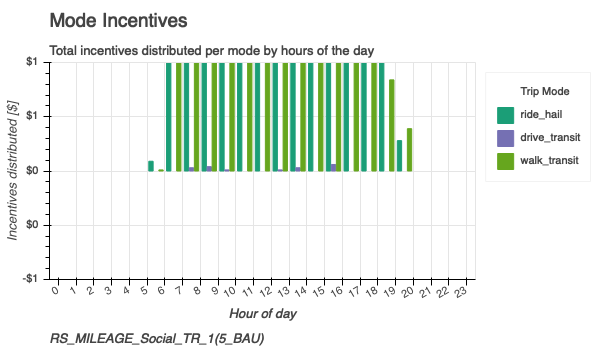 Mode Incentives
Total incentives distributed per mode by hours of the day
$1
$1
$0
$0
-$1
Incentives distributed [$]
0 1 2 3 4 5 6 7 8 9 10 11 12 13 14 15 16 17 18 19 20 21 22 23
Hour of day
Trip Mode
ride_hail
drive_transit
walk_transit
RS_MILEAGE_Social_TR_1(5_BAU)